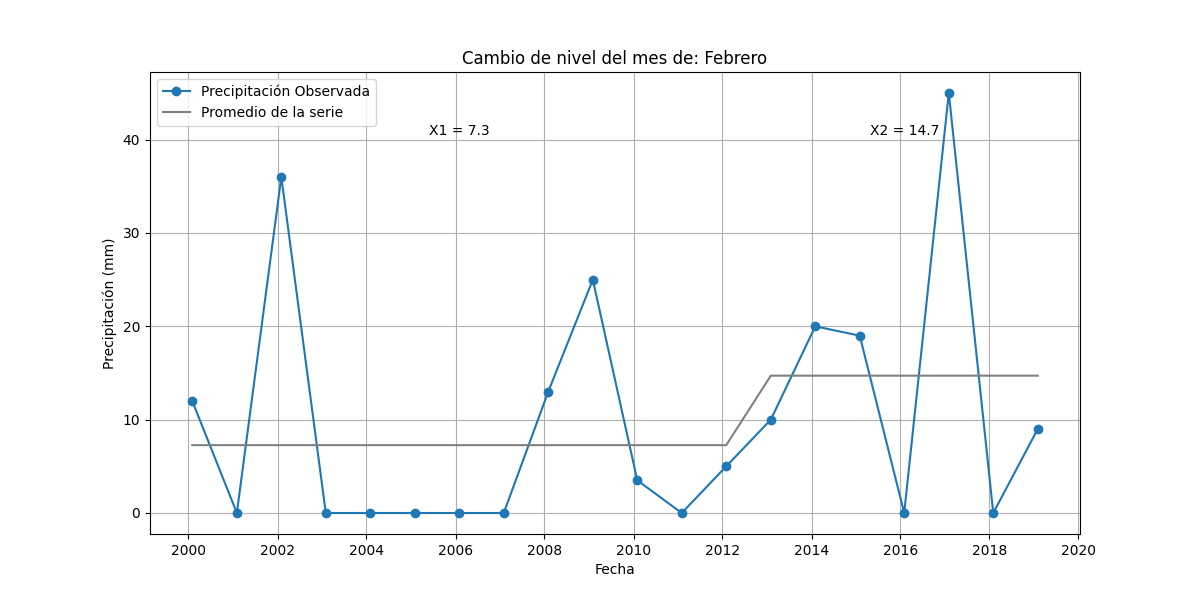 Cambio de nivel del mes de: Febrero
Precipitación Observada
Promedio de la serie
X1 = 7.3
X2 = 14.7
40
30
20
10
0
Precipitación (mm)
2000 2002 2004 2006 2008 2010 2012 2014 2016 2018 2020
Fecha